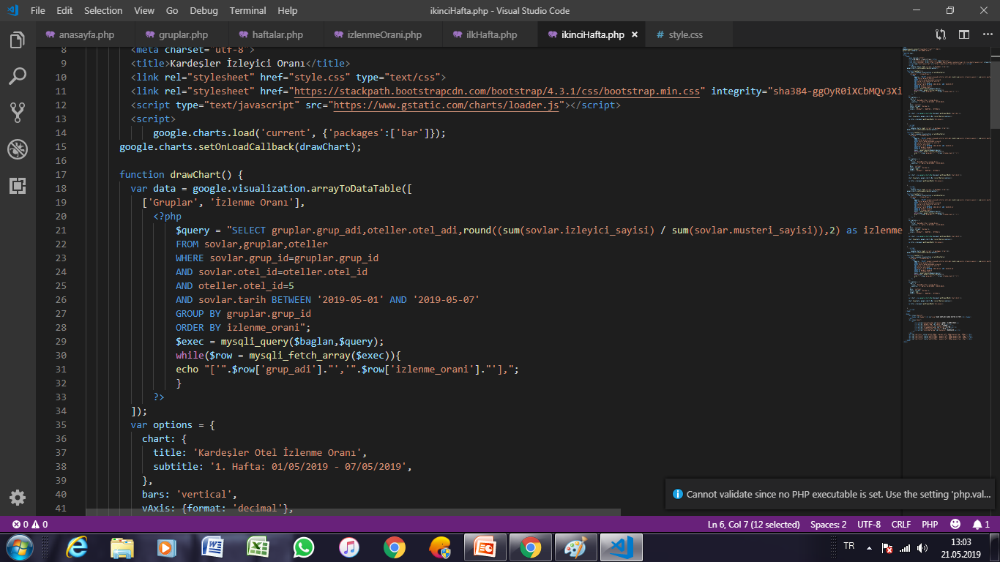 File Edit Selection View Go Debug Terminal Help ikinciHafta.php - Visual Studio Code
anasayfa.php gruplar.php haftalar.php izlenmeOrani.php ilkHafta.php ikinciHafta.php # style.css
8 <meta charset="utf-8">
9 <title>Kardeşler İzleyici Oranı</title>
10 <link rel="stylesheet" href="style.css" type="text/css">
11 <link rel="stylesheet" href="https://stackpath.bootstrapcdn.com/bootstrap/4.3.1/css/bootstrap.min.css" integrity="sha384-ggOyR0iXCbMQv3Xi
12 <script type="text/javascript" src="https://www.gstatic.com/charts/loader.js"></script>
13 <script>
14 google.charts.load('current', {'packages':['bar']});
15 google.charts.setOnLoadCallback(drawChart);
16
17 function drawChart() {
18 var data = google.visualization.arrayToDataTable([
19 ['Gruplar', 'İzlenme Oranı'],
20 <?php
21 $query = "SELECT gruplar.grup_adi,oteller.otel_adi,round((sum(sovlar.izleyici_sayisi) / sum(sovlar.musteri_sayisi)),2) as izlenme
22 FROM sovlar,gruplar,oteller
23 WHERE sovlar.grup_id=gruplar.grup_id
24 AND sovlar.otel_id=oteller.otel_id
25 AND oteller.otel_id=5
26 AND sovlar.tarih BETWEEN '2019-05-01' AND '2019-05-07'
27 GROUP BY gruplar.grup_id
28 ORDER BY izlenme_orani";
29 $exec = mysqli_query($baglan,$query);
30 while($row = mysqli_fetch_array($exec)){
31 echo "['".$row['grup_adi']."','".$row['izlenme_orani']."'],";
32 }
33 ?>
34 ]);
35 var options = {
36 chart: {
37 title: 'Kardeşler Otel İzlenme Oranı',
38 subtitle: '1. Hafta: 01/05/2019 - 07/05/2019',
39 },
40 bars: 'vertical',
41 vAxis: {format: 'decimal'},
Cannot validate since no PHP executable is set. Use the setting 'php.val...
0 0 Ln 6, Col 7 (12 selected) Spaces: 2 UTF-8 CRLF PHP 1
TR 13:03
21.05.2019